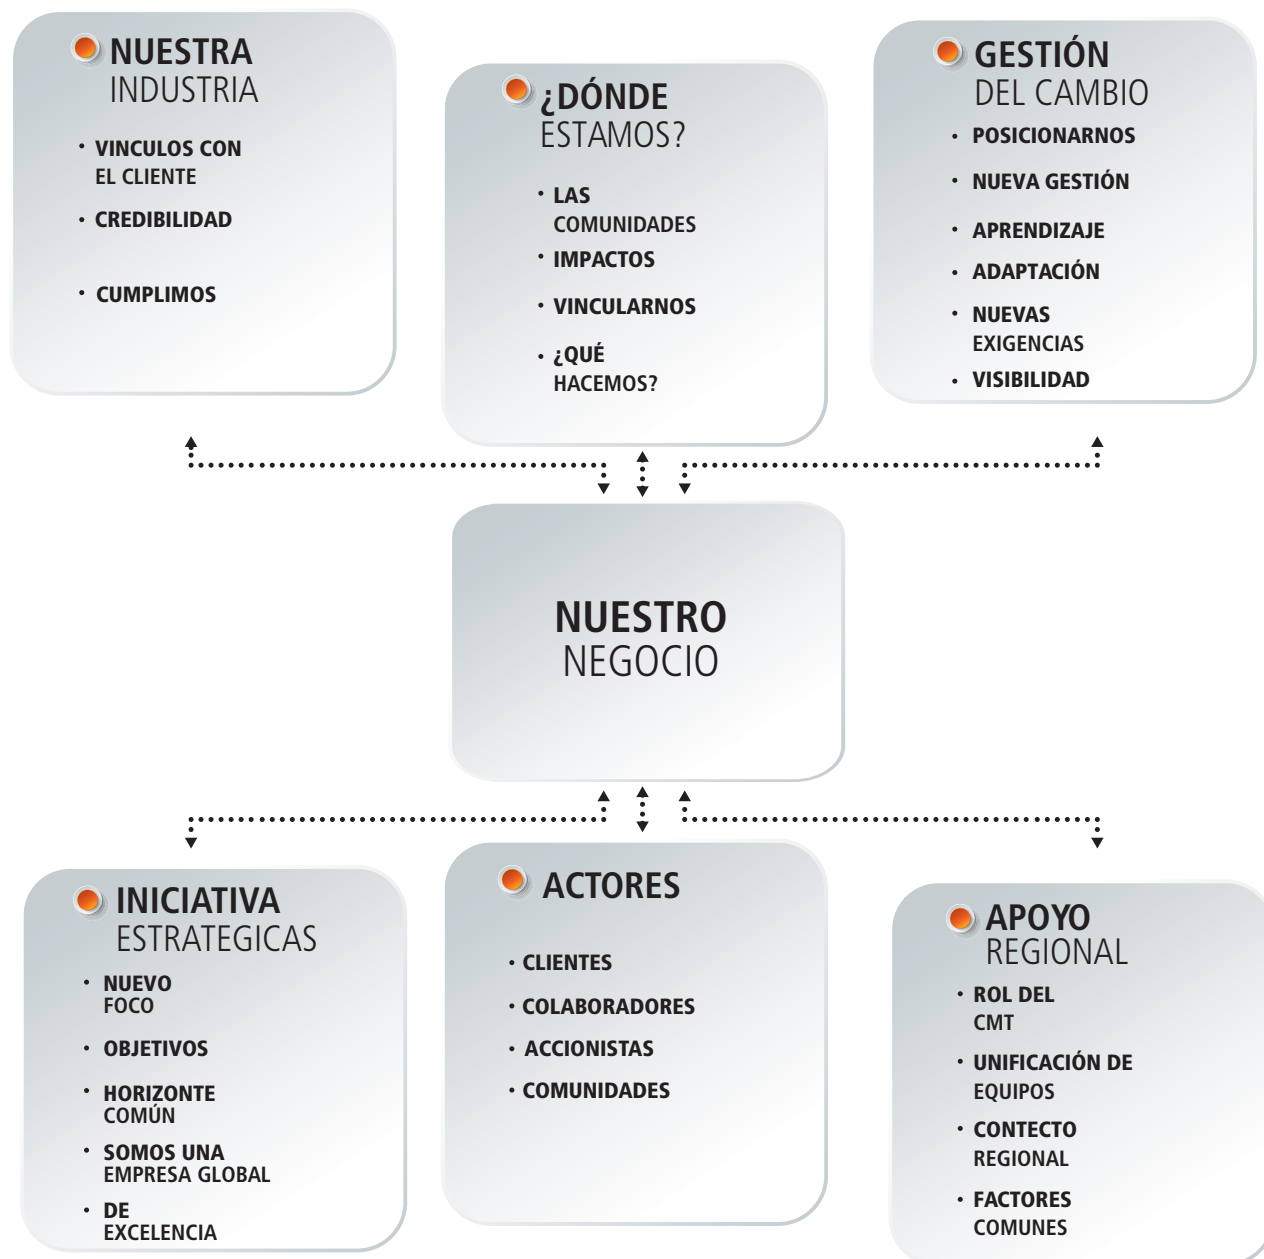 NUESTRA
INDUSTRIA
· VINCULOS CON
EL CLIENTE
· CREDIBILIDAD
· CUMPLIMOS
¿DÓNDE
ESTAMOS?
· LAS
COMUNIDADES
· IMPACTOS
· VINCULARNOS
· ¿QUÉ
HACEMOS?
GESTIÓN
DEL CAMBIO
· POSICIONARNOS
· NUEVA GESTIÓN
· APRENDIZAJE
· ADAPTACIÓN
· NUEVAS
EXIGENCIAS
· VISIBILIDAD
NUESTRO
NEGOCIO
INICIATIVA
ESTRATEGICAS
· NUEVO
FOCO
· OBJETIVOS
· HORIZONTE
COMÚN
· SOMOS UNA
EMPRESA GLOBAL
· DE
EXCELENCIA
ACTORES
· CLIENTES
· COLABORADORES
· ACCIONISTAS
· COMUNIDADES
APOYO
REGIONAL
· ROL DEL
CMT
· UNIFICACIÓN DE
EQUIPOS
· CONTECTO
REGIONAL
· FACTORES
COMUNES